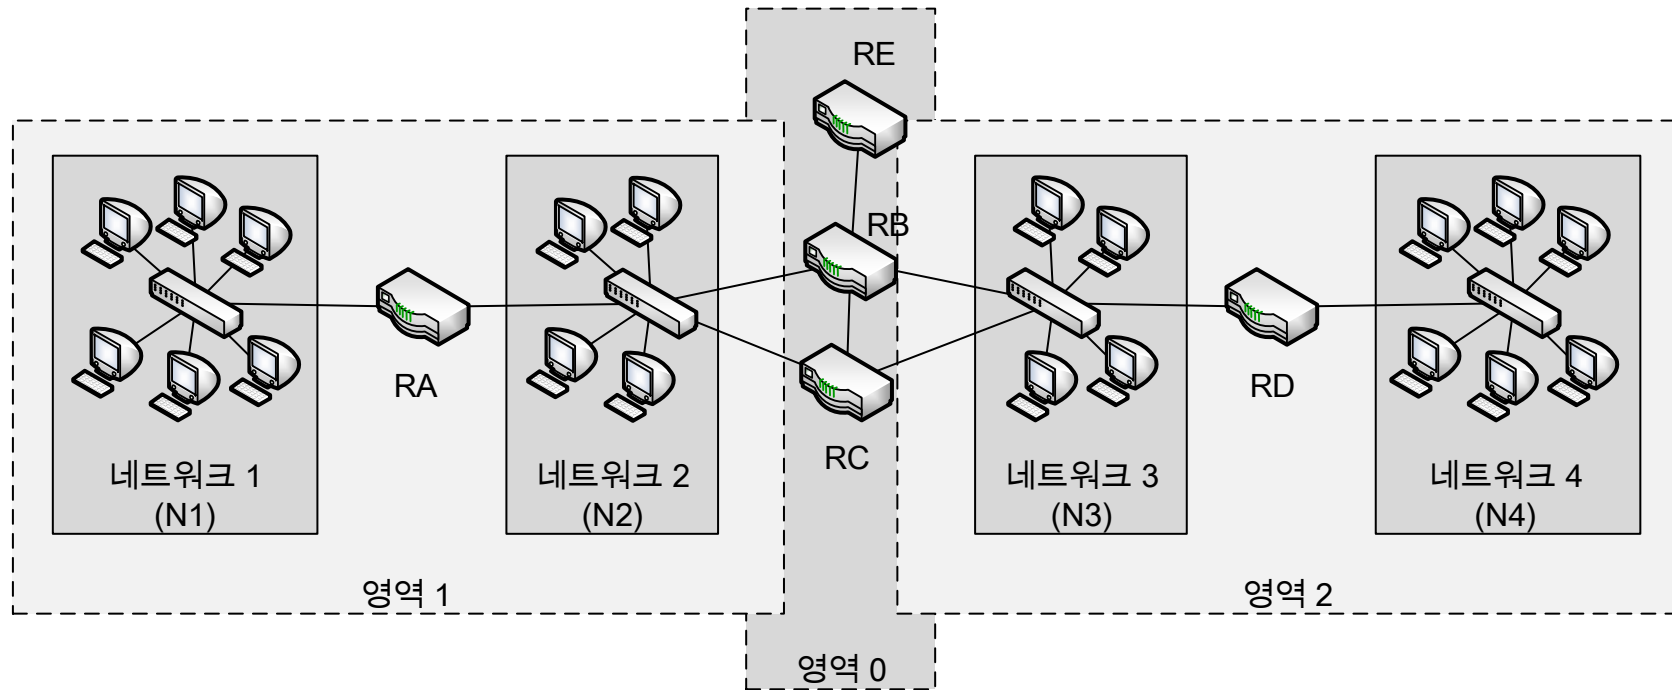 RE
RB
RA
RC
RD
네트워크 1
(N1)
네트워크 2
(N2)
네트워크 3
(N3)
네트워크 4
(N4)
영역 1
영역 2
영역 0